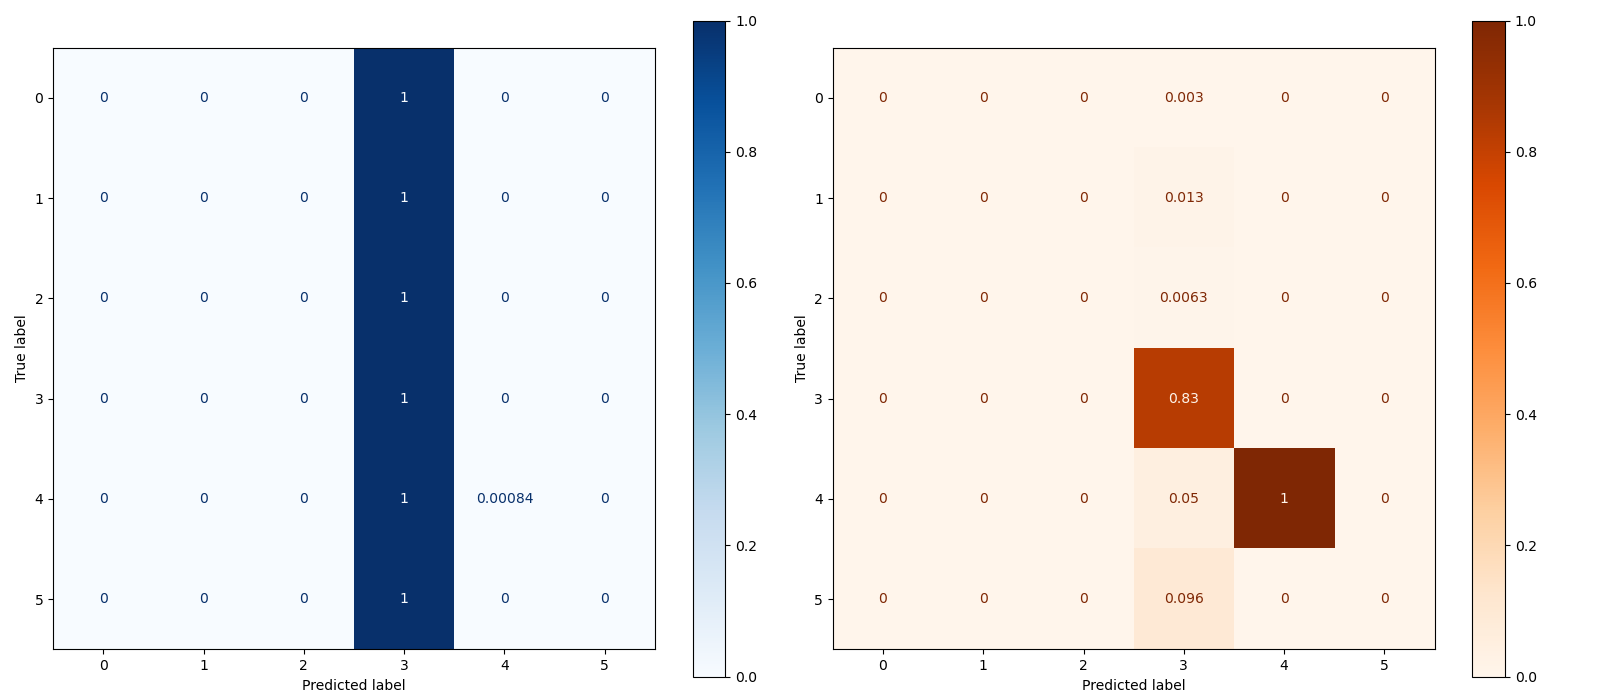 1.0
0 0 0 0 1 0 0
1 0 0 0 1 0 0
2 0 0 0 1 0 0
3 0 0 0 1 0 0
4 0 0 0 1 0.00084 0
5 0 0 0 1 0 0
0 1 2 3 4 5
True label
Predicted label
0.8
0.6
0.4
0.2
0.0
1.0
0 0 0 0 0.003 0 0
1 0 0 0 0.013 0 0
2 0 0 0 0.0063 0 0
3 0 0 0 0.83 0 0
4 0 0 0 0.05 1 0
5 0 0 0 0.096 0 0
0 1 2 3 4 5
True label
Predicted label
0.8
0.6
0.4
0.2
0.0